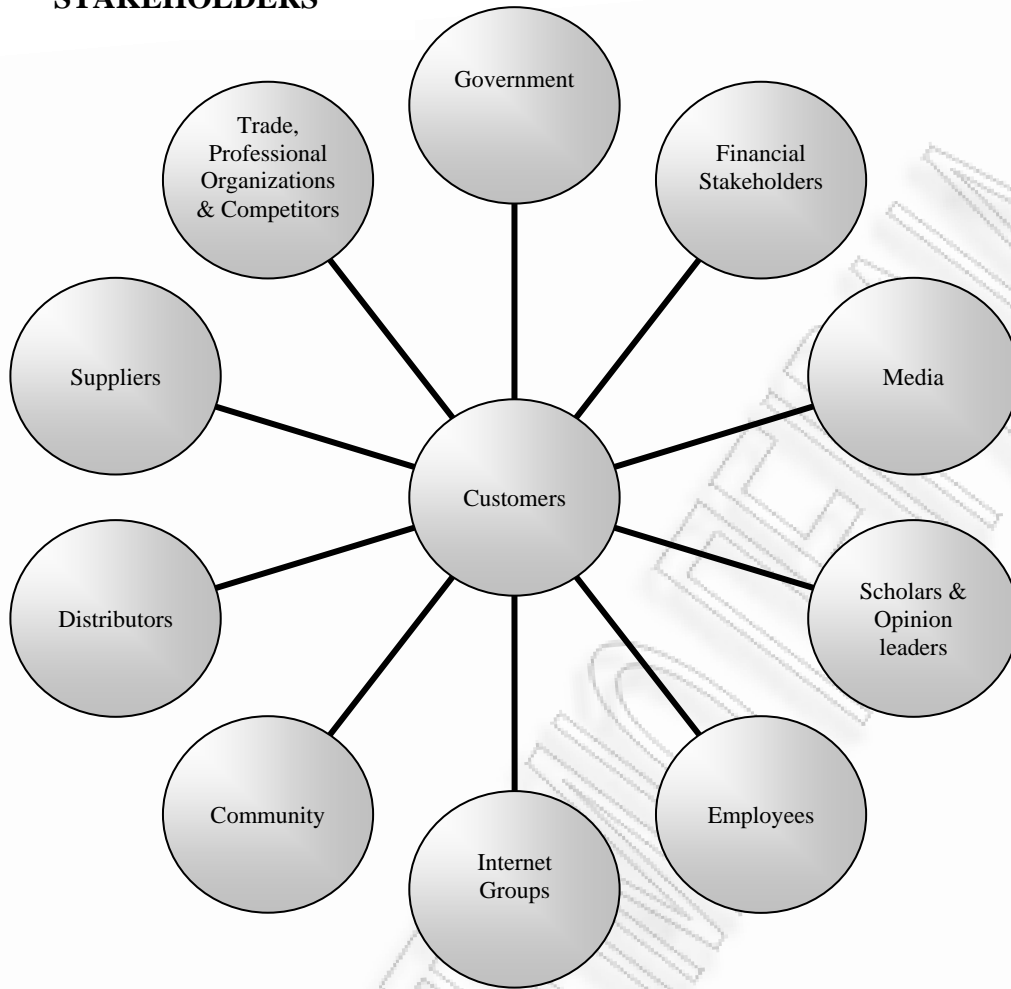 STAKEHOLDERS
Government
Trade,
Professional
Organizations
& Competitors
Financial
Stakeholders
Suppliers
Media
Customers
Distributors
Scholars &
Opinion
leaders
Community
Employees
Internet
Groups